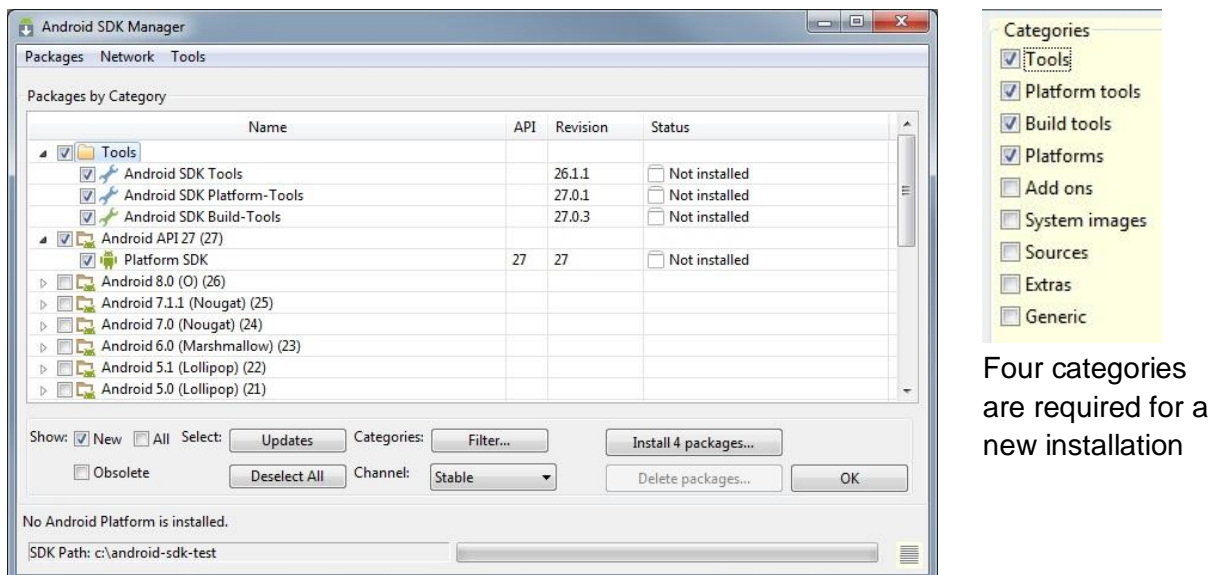 Android SDK Manager
Packages Network Tools
Packages by Category
Name API Revision Status
Tools
Android SDK Tools 26.1.1 Not installed
Android SDK Platform-Tools 27.0.1 Not installed
Android SDK Build-Tools 27.0.3 Not installed
Android API 27 (27)
Platform SDK 27 27 Not installed
Android 8.0 (O) (26)
Android 7.1.1 (Nougat) (25)
Android 7.0 (Nougat) (24)
Android 6.0 (Marshmallow) (23)
Android 5.1 (Lollipop) (22)
Android 5.0 (Lollipop) (21)
Show: New All Select: Updates Categories: Filter... Install 4 packages...
Obsolete Deselect All Channel: Stable Delete packages... OK
No Android Platform is installed.
SDK Path: c:\android-sdk-test
Categories
Tools
Platform tools
Build tools
Platforms
Add ons
System images
Sources
Extras
Generic
Four categories
are required for a
new installation